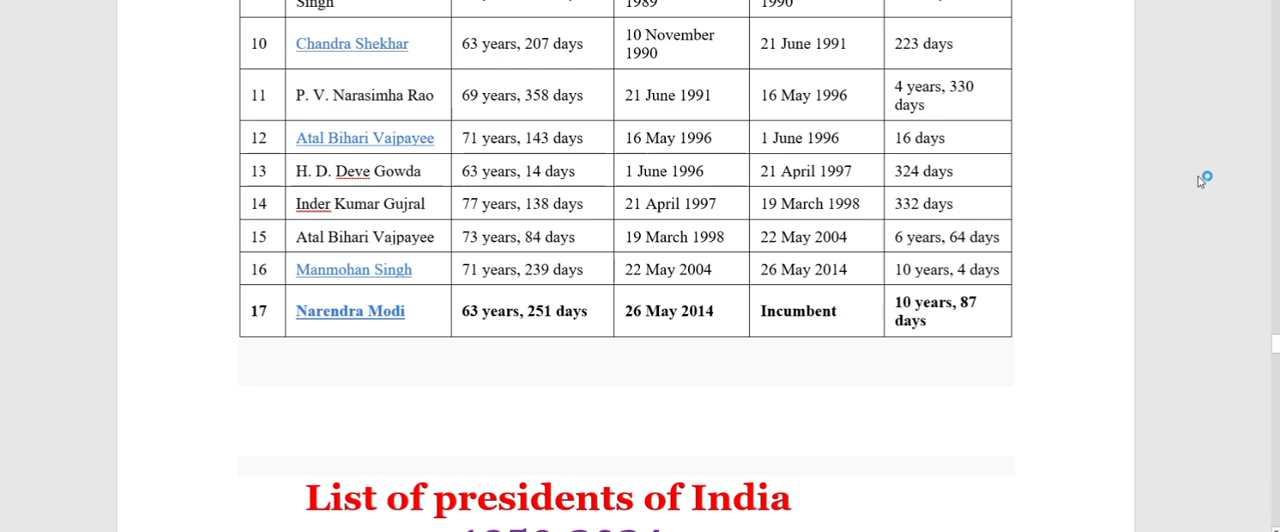 Singh 1989 1990
10 Chandra Shekhar 63 years, 207 days 10 November 1990 21 June 1991 223 days
11 P. V. Narasimha Rao 69 years, 358 days 21 June 1991 16 May 1996 4 years, 330 days
12 Atal Bihari Vajpayee 71 years, 143 days 16 May 1996 1 June 1996 16 days
13 H. D. Deve Gowda 63 years, 14 days 1 June 1996 21 April 1997 324 days
14 Inder Kumar Gujral 77 years, 138 days 21 April 1997 19 March 1998 332 days
15 Atal Bihari Vajpayee 73 years, 84 days 19 March 1998 22 May 2004 6 years, 64 days
16 Manmohan Singh 71 years, 239 days 22 May 2004 26 May 2014 10 years, 4 days
17 Narendra Modi 63 years, 251 days 26 May 2014 Incumbent 10 years, 87 days
List of presidents of India